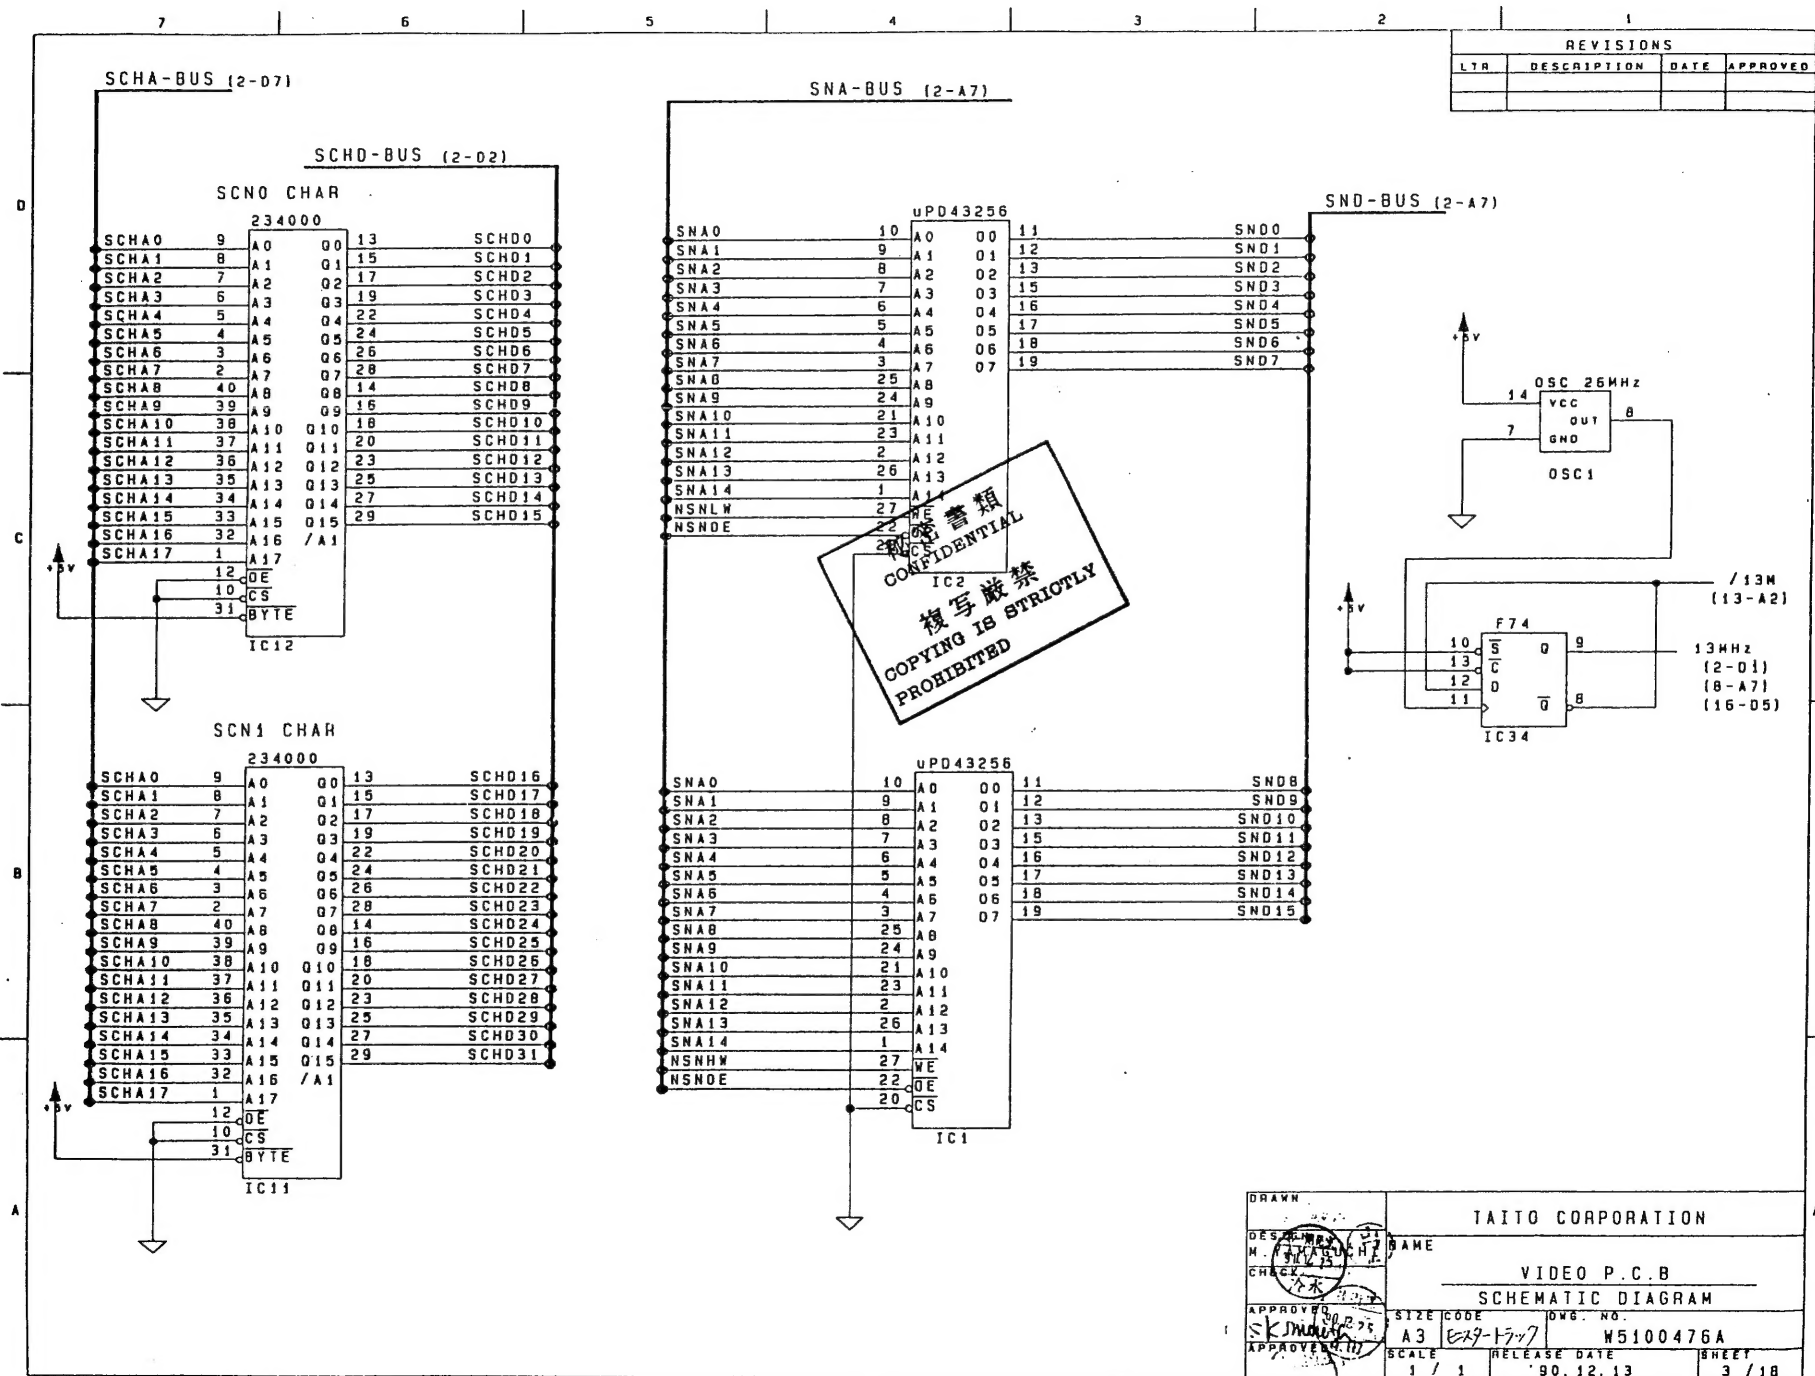 7 6 5 4 3 2 1
REVISIONS
LTR DESCRIPTION DATE APPROVED
SCHA-BUS (2-D7)
SCHD-BUS (2-D2)
SCN0 CHAR
234000
SCHA0 9 A0 Q0 13 SCHD0
SCHA1 8 A1 Q1 15 SCHD1
SCHA2 7 A2 Q2 17 SCHD2
SCHA3 6 A3 Q3 19 SCHD3
SCHA4 5 A4 Q4 22 SCHD4
SCHA5 4 A5 Q5 24 SCHD5
SCHA6 3 A6 Q6 26 SCHD6
SCHA7 2 A7 Q7 28 SCHD7
SCHA8 40 A8 Q8 14 SCHD8
SCHA9 39 A9 Q9 16 SCHD9
SCHA10 38 A10 Q10 18 SCHD10
SCHA11 37 A11 Q11 20 SCHD11
SCHA12 36 A12 Q12 23 SCHD12
SCHA13 35 A13 Q13 25 SCHD13
SCHA14 34 A14 Q14 27 SCHD14
SCHA15 33 A15 Q15 29 SCHD15
SCHA16 32 A16 /A1
SCHA17 1 A17
12 OE
10 CS
31 BYTE
+5V
IC12
SCN1 CHAR
234000
SCHA0 9 A0 Q0 13 SCHD16
SCHA1 8 A1 Q1 15 SCHD17
SCHA2 7 A2 Q2 17 SCHD18
SCHA3 6 A3 Q3 19 SCHD19
SCHA4 5 A4 Q4 22 SCHD20
SCHA5 4 A5 Q5 24 SCHD21
SCHA6 3 A6 Q6 26 SCHD22
SCHA7 2 A7 Q7 28 SCHD23
SCHA8 40 A8 Q8 14 SCHD24
SCHA9 39 A9 Q9 16 SCHD25
SCHA10 38 A10 Q10 18 SCHD26
SCHA11 37 A11 Q11 20 SCHD27
SCHA12 36 A12 Q12 23 SCHD28
SCHA13 35 A13 Q13 25 SCHD29
SCHA14 34 A14 Q14 27 SCHD30
SCHA15 33 A15 Q15 29 SCHD31
SCHA16 32 A16 /A1
SCHA17 1 A17
12 OE
10 CS
31 BYTE
+5V
IC11
SNA-BUS (2-A7)
SND-BUS (2-A7)
uPD43256
SNA0 10 A0 O0 11 SND0
SNA1 9 A1 O1 12 SND1
SNA2 8 A2 O2 13 SND2
SNA3 7 A3 O3 15 SND3
SNA4 6 A4 O4 16 SND4
SNA5 5 A5 O5 17 SND5
SNA6 4 A6 O6 18 SND6
SNA7 3 A7 O7 19 SND7
SNA8 25 A8
SNA9 24 A9
SNA10 21 A10
SNA11 23 A11
SNA12 2 A12
SNA13 26 A13
SNA14 1 A14
NSNLW 27 WE
NSNOE 22
CS
IC2
秘密書類
CONFIDENTIAL
複写厳禁
COPYING IS STRICTLY
PROHIBITED
uPD43256
SNA0 10 A0 O0 11 SND8
SNA1 9 A1 O1 12 SND9
SNA2 8 A2 O2 13 SND10
SNA3 7 A3 O3 15 SND11
SNA4 6 A4 O4 16 SND12
SNA5 5 A5 O5 17 SND13
SNA6 4 A6 O6 18 SND14
SNA7 3 A7 O7 19 SND15
SNA8 25 A8
SNA9 24 A9
SNA10 21 A10
SNA11 23 A11
SNA12 2 A12
SNA13 26 A13
SNA14 1 A14
NSNHW 27 WE
NSNOE 22 OE
20 CS
IC1
+5V
OSC 26MHz
14 VCC
OUT 8
7 GND
OSC1
+5V
/13M
(13-A2)
F74
10 S Q 9
13 C
12 D
11 Q 8
IC34
13MHz
(2-D1)
(8-A7)
(16-D5)
D
C
B
A
DRAWN
M. YAMAGUCHI
CHECK
APPROVED
APPROVED
TAITO CORPORATION
NAME
VIDEO P.C.B
SCHEMATIC DIAGRAM
SIZE CODE DWG. NO.
A3 W5100476A
SCALE RELEASE DATE SHEET
1 / 1 '90.12.13 3 /18